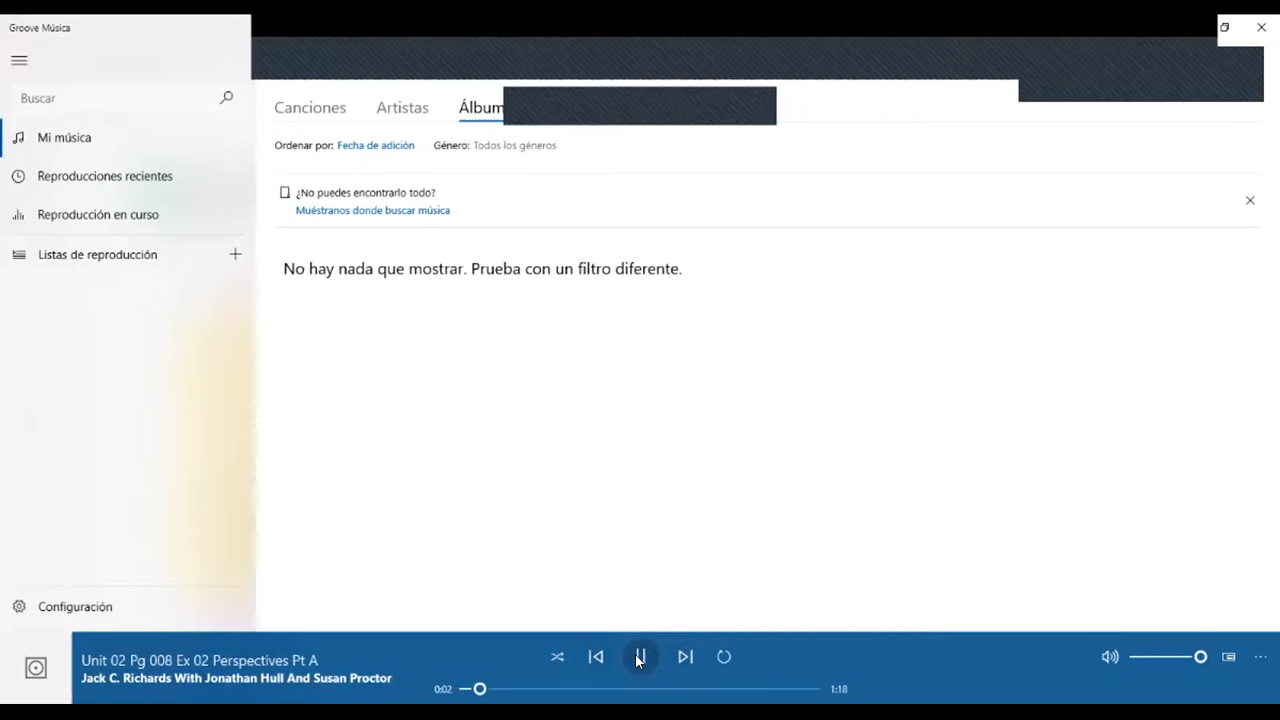 Groove Música
Buscar
Mi música
Reproducciones recientes
Reproducción en curso
Listas de reproducción
Configuración
Canciones Artistas Álbum
Ordenar por: Fecha de adición Género: Todos los géneros
¿No puedes encontrarlo todo?
Muéstranos donde buscar música
No hay nada que mostrar. Prueba con un filtro diferente.
Unit 02 Pg 008 Ex 02 Perspectives Pt A
Jack C. Richards With Jonathan Hull And Susan Proctor
0:02 1:18